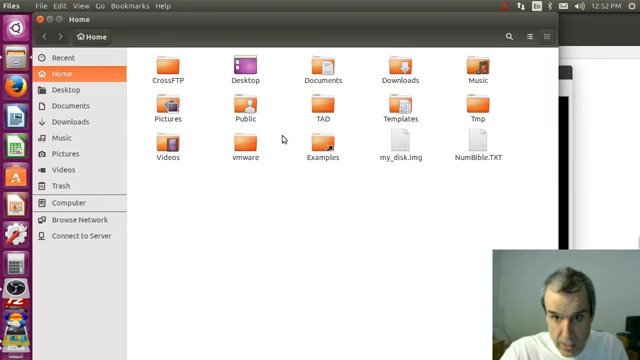 Files File Edit View Go Bookmarks Help En 12:52 PM
Home
Home
Recent
Home
Desktop
Documents
Downloads
Music
Pictures
Videos
Trash
Computer
Browse Network
Connect to Server
CrossFTP Desktop Documents Downloads Music
Pictures Public TAD Templates Tmp
Videos vmware Examples my_disk.img NumBible.TXT